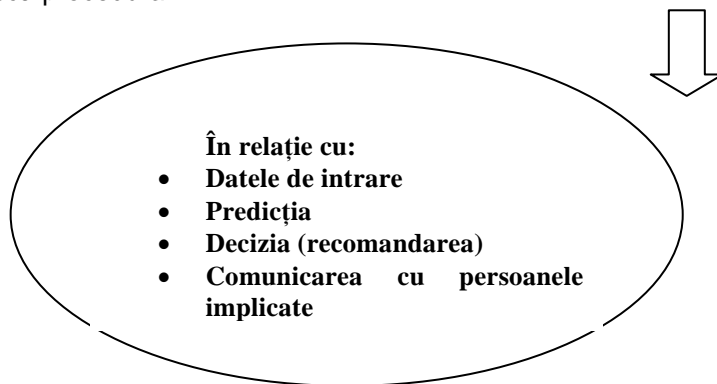 În relație cu:
• Datele de intrare
• Predicția
• Decizia (recomandarea)
• Comunicarea cu persoanele
implicate